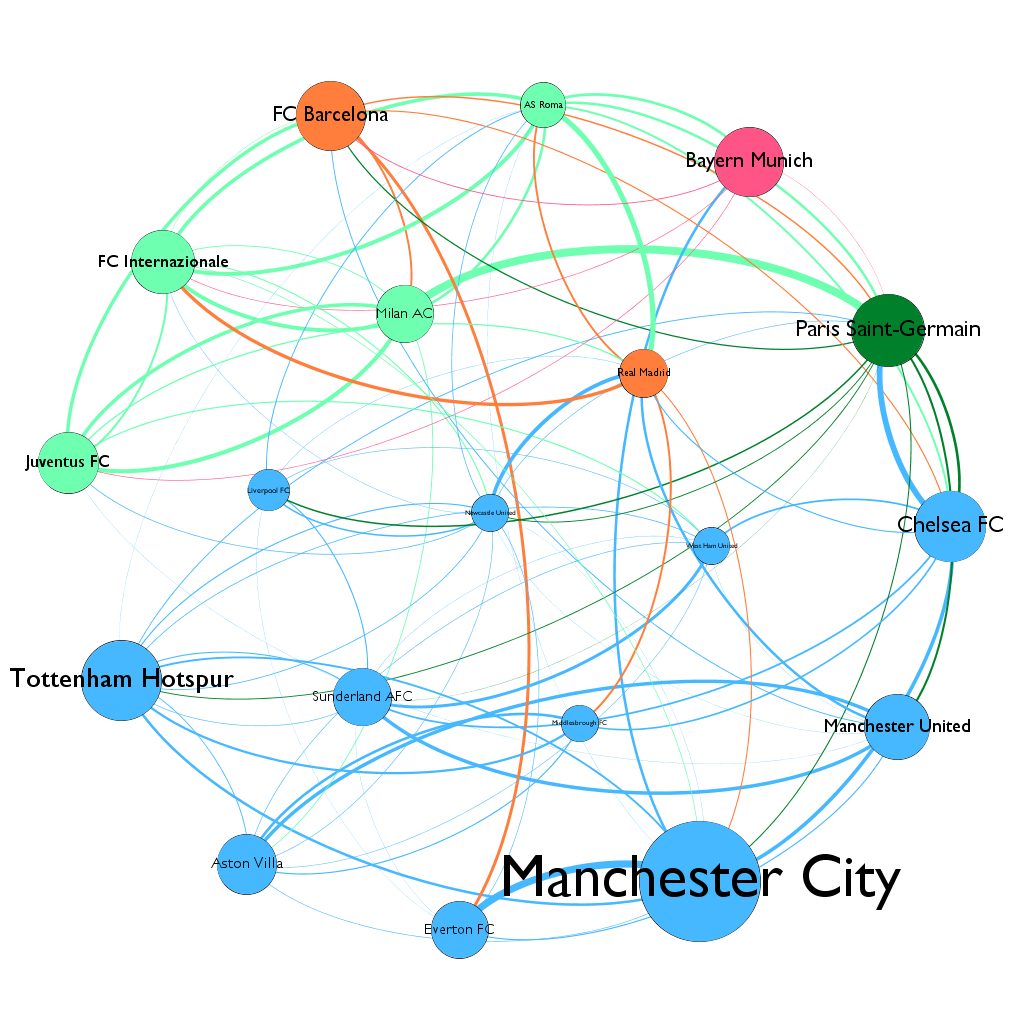 AS Roma
FC Barcelona
Bayern Munich
FC Internazionale
Milan AC
Paris Saint-Germain
Real Madrid
Juventus FC
Liverpool FC
Newcastle United
Chelsea FC
West Ham United
Tottenham Hotspur
Sunderland AFC
Middlesbrough FC
Manchester United
Aston Villa
Manchester City
Everton FC